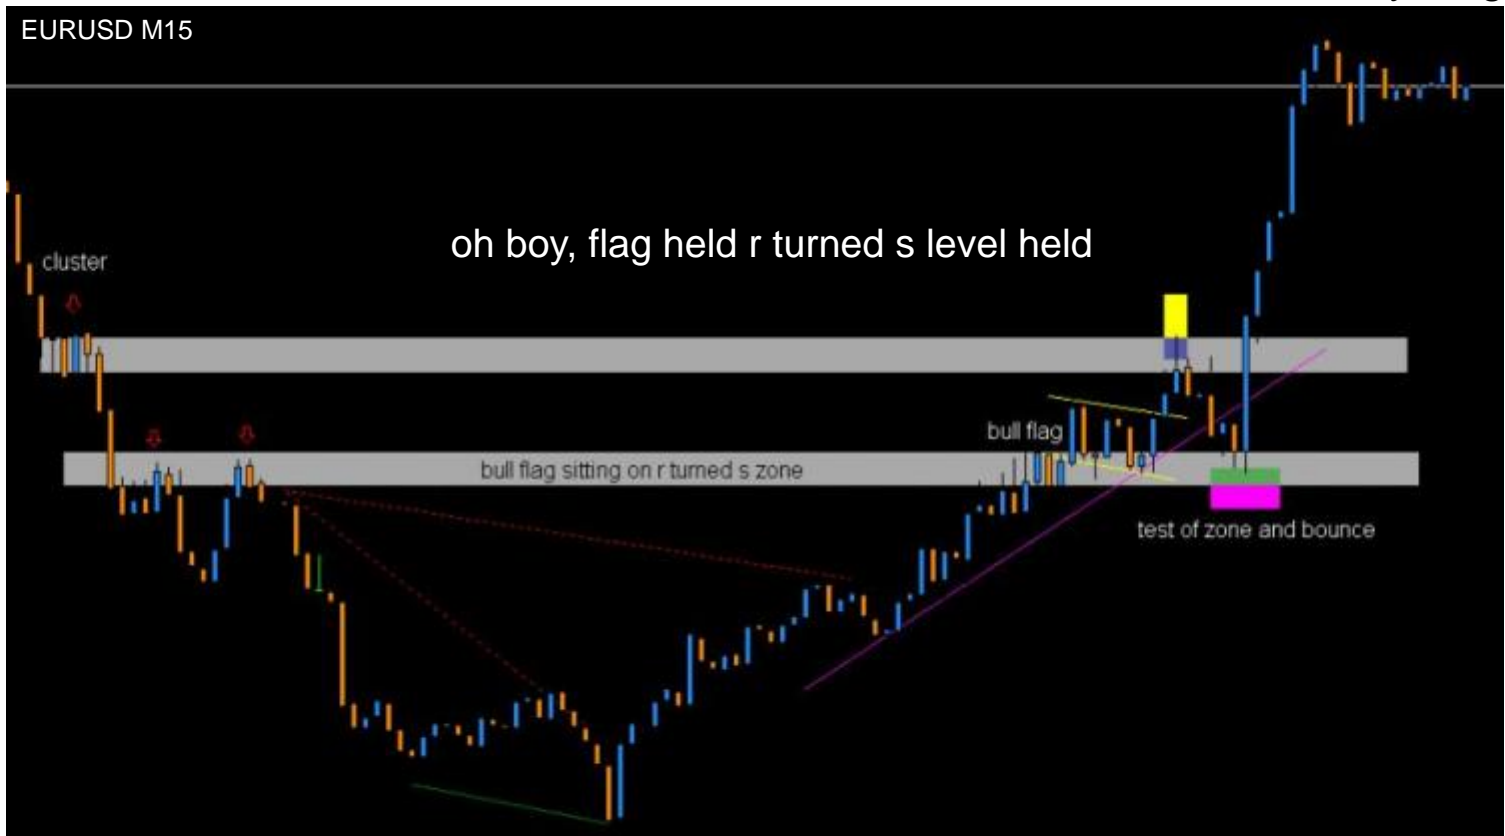 EURUSD M15
oh boy, flag held r turned s level held
cluster
bull flag
bull flag sitting on r turned s zone
test of zone and bounce